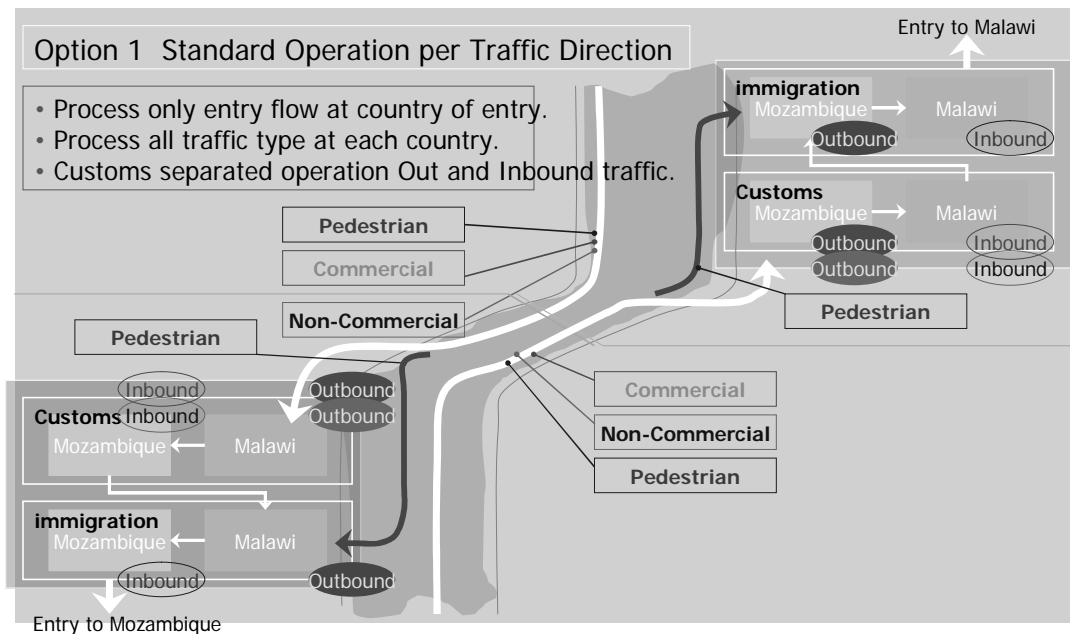 Option 1  Standard Operation per Traffic Direction
• Process only entry flow at country of entry.
• Process all traffic type at each country.
• Customs separated operation Out and Inbound traffic.
Entry to Malawi
immigration
Mozambique
Malawi
Outbound
Inbound
Customs
Mozambique
Malawi
Outbound
Inbound
Outbound
Inbound
Pedestrian
Commercial
Non-Commercial
Pedestrian
Pedestrian
Commercial
Non-Commercial
Pedestrian
Inbound
Outbound
Customs
Inbound
Outbound
Mozambique
Malawi
immigration
Mozambique
Malawi
Inbound
Outbound
Entry to Mozambique